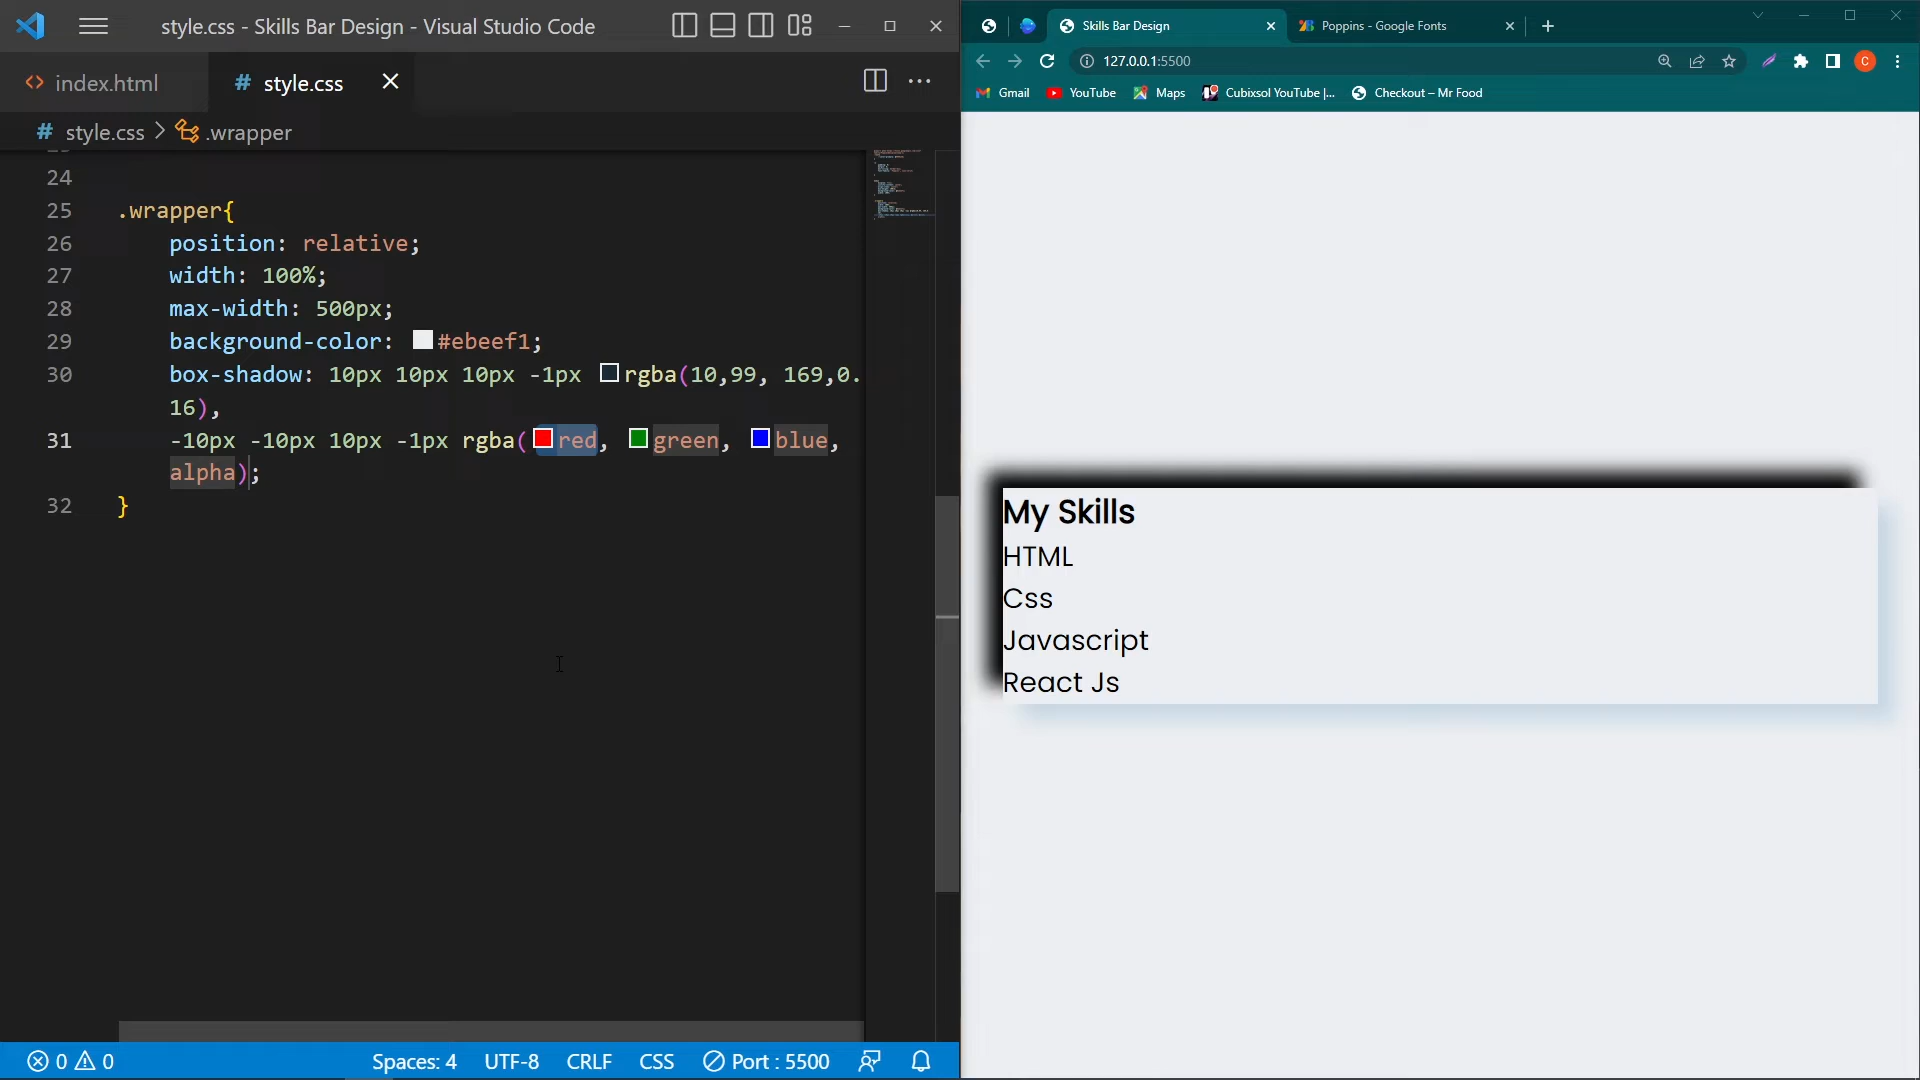 style.css - Skills Bar Design - Visual Studio Code
index.html
# style.css
# style.css > .wrapper
24
25 .wrapper{
26 position: relative;
27 width: 100%;
28 max-width: 500px;
29 background-color: #ebeef1;
30 box-shadow: 10px 10px 10px -1px rgba(10,99, 169,0.
16),
31 -10px -10px 10px -1px rgba(red, green, blue,
alpha);
32 }
0 0 Spaces: 4 UTF-8 CRLF CSS Port : 5500
Skills Bar Design
Poppins - Google Fonts
127.0.0.1:5500
C
Gmail YouTube Maps Cubixsol YouTube |... Checkout – Mr Food
My Skills
HTML
Css
Javascript
React Js